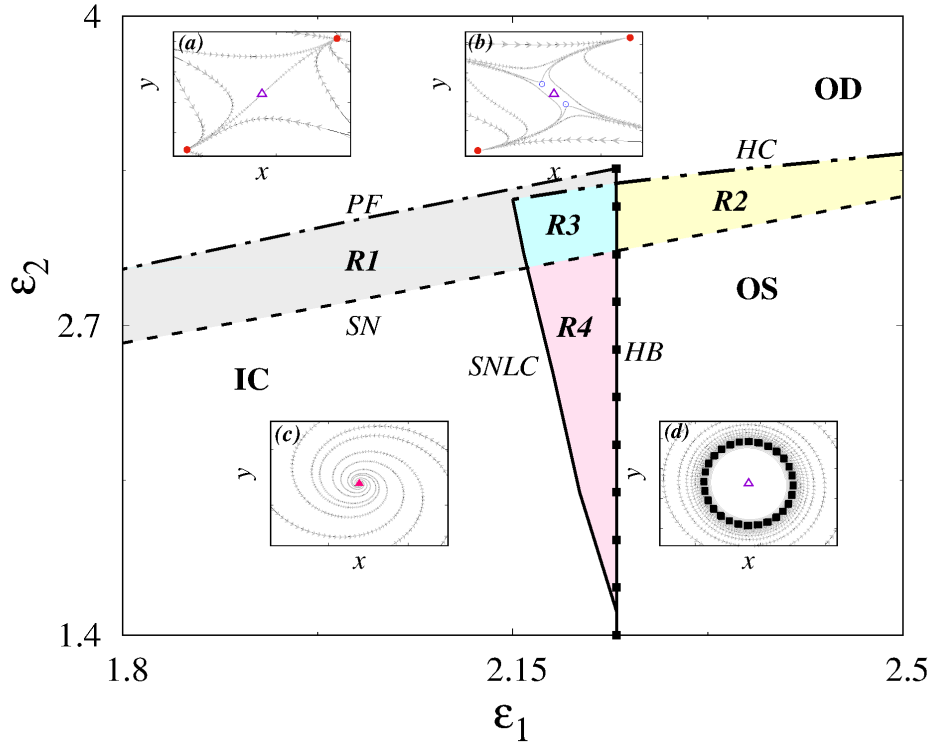 4
(a)
y
x
(b)
y
x
OD
HC
PF
R3
R2
R1
ε2
OS
2.7
SN
R4
SNLC
HB
IC
(c)
y
x
(d)
y
x
1.4
1.8
2.15
2.5
ε1